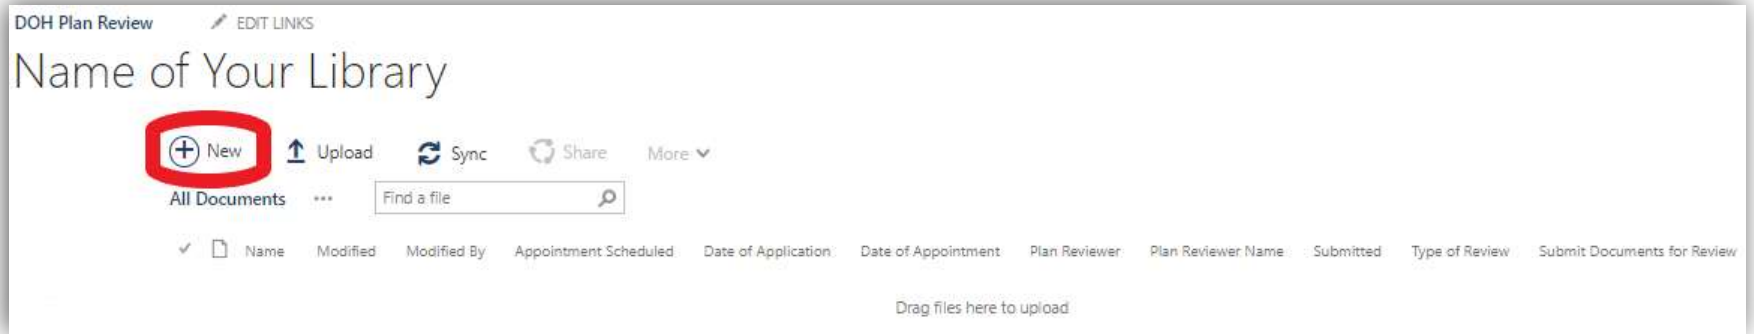 DOH Plan Review EDIT LINKS
Name of Your Library
New Upload Sync Share More
All Documents ... Find a file
Name Modified Modified By Appointment Scheduled Date of Application Date of Appointment Plan Reviewer Plan Reviewer Name Submitted Type of Review Submit Documents for Review
Drag files here to upload